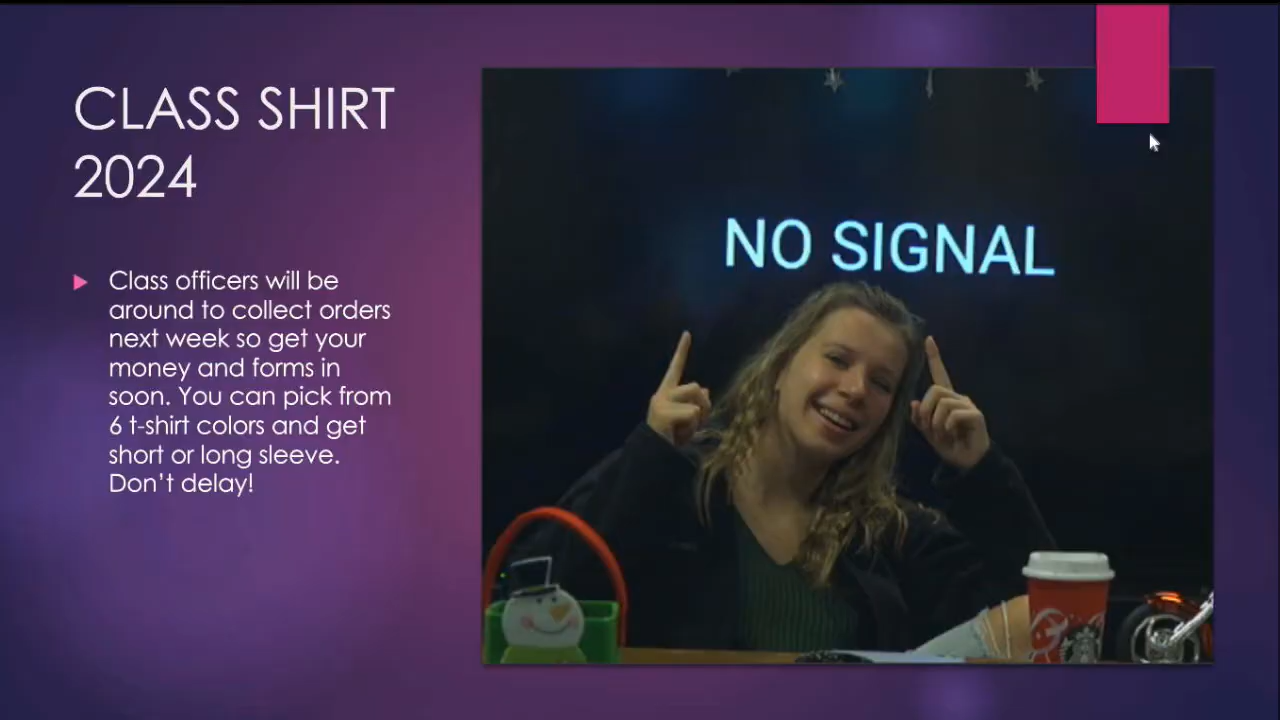 CLASS SHIRT
2024
Class officers will be
around to collect orders
next week so get your
money and forms in
soon. You can pick from
6 t-shirt colors and get
short or long sleeve.
Don't delay!
NO SIGNAL